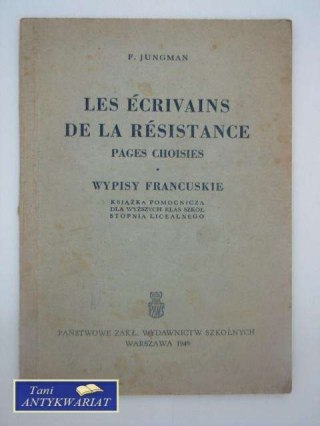 F. JUNGMAN
LES ÉCRIVAINS
DE LA RÉSISTANCE
PAGES CHOISIES
WYPISY FRANCUSKIE
KSIĄŻKA POMOCNICZA
DLA WYŻSZYCH KLAS SZKÓŁ
STOPNIA LICEALNEGO
PAŃSTWOWE ZAKŁ. WYDAWNICTW SZKOLNYCH
WARSZAWA 1949
Tani
ANTYKWARIAT